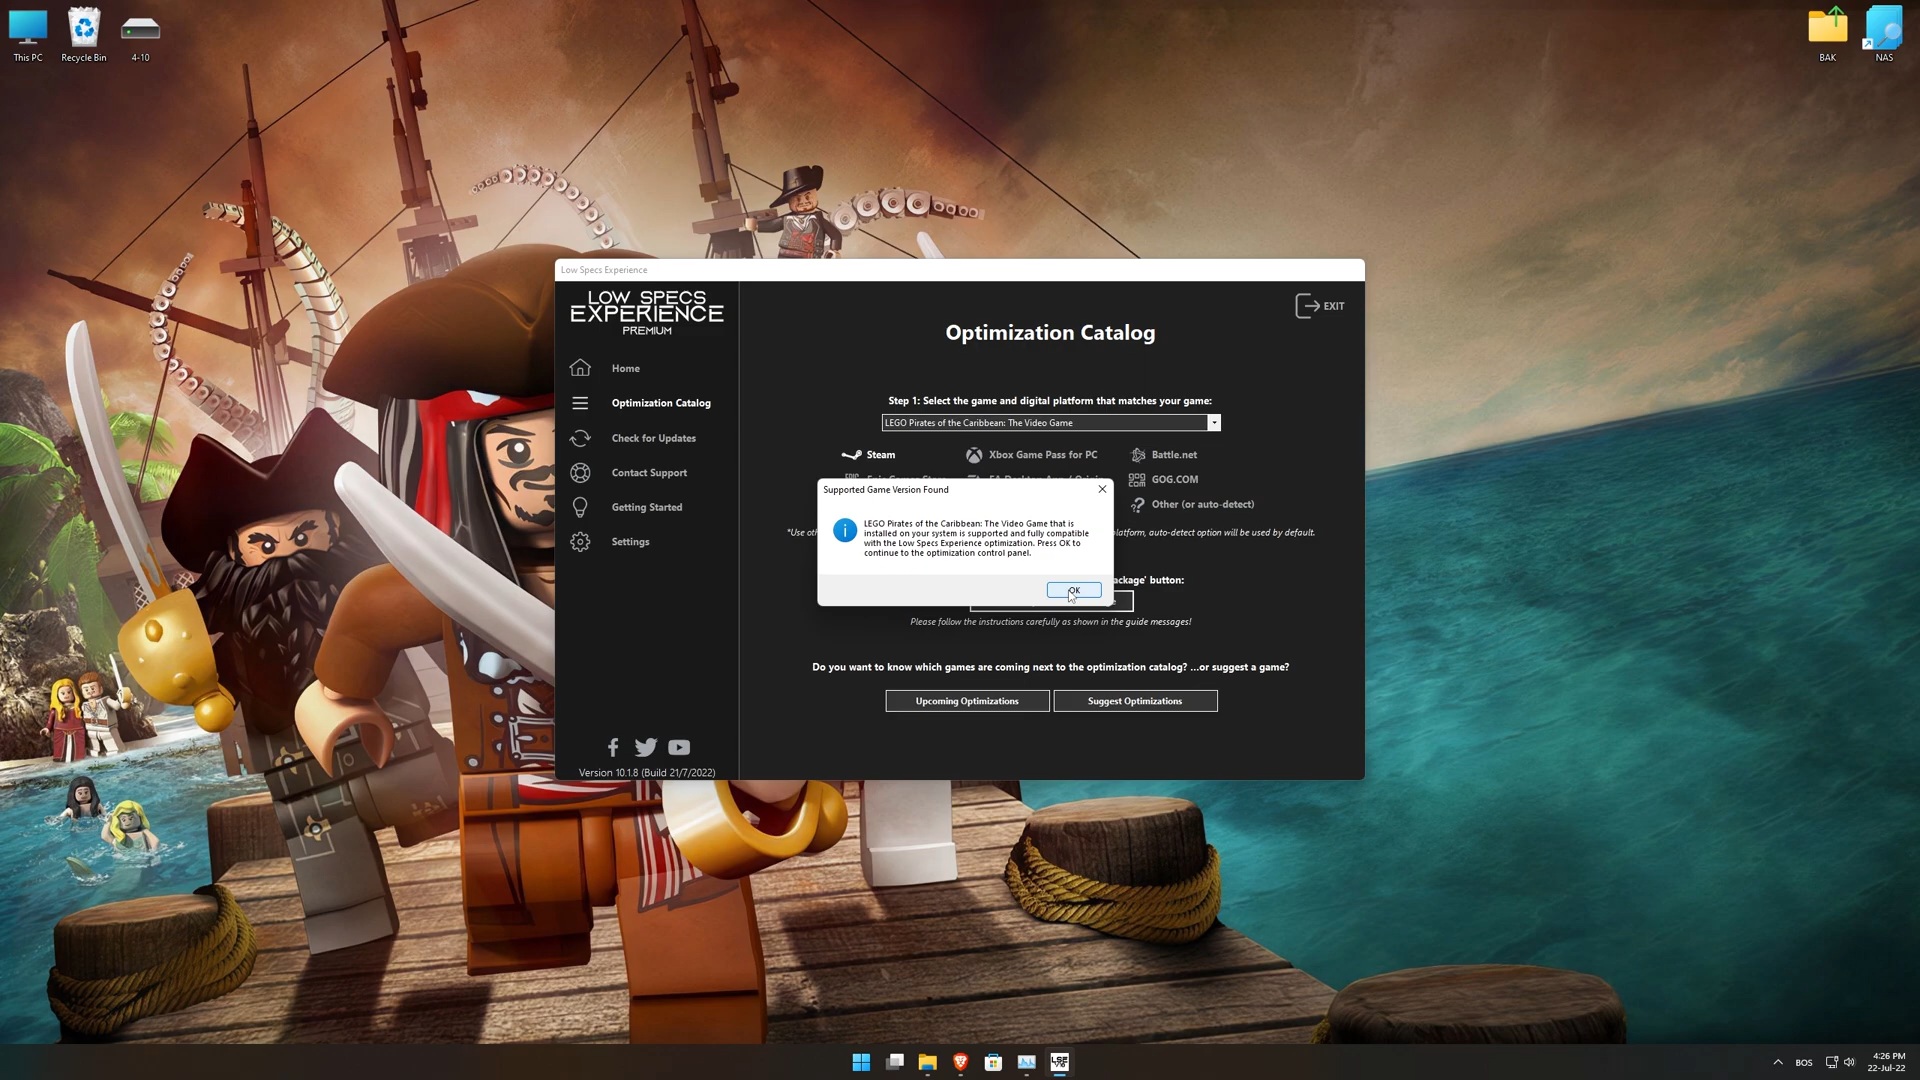 This PC
Recycle Bin
4-10
BAK
NAS
Low Specs Experience
LOW SPECS
EXPERIENCE
PREMIUM
EXIT
Optimization Catalog
Home
Optimization Catalog
Check for Updates
Contact Support
Getting Started
Settings
Step 1: Select the game and digital platform that matches your game:
LEGO Pirates of the Caribbean: The Video Game
Steam
Xbox Game Pass for PC
Battle.net
GOG.COM
Other (or auto-detect)
*Use
platform, auto-detect option will be used by default.
Supported Game Version Found
LEGO Pirates of the Caribbean: The Video Game that is
installed on your system is supported and fully compatible
with the Low Specs Experience optimization. Press OK to
continue to the optimization control panel.
OK
ackage' button:
Please follow the instructions carefully as shown in the guide messages!
Do you want to know which games are coming next to the optimization catalog? ...or suggest a game?
Upcoming Optimizations
Suggest Optimizations
Version 10.1.8 (Build 21/7/2022)
LSE
BOS
4:26 PM
22-Jul-22